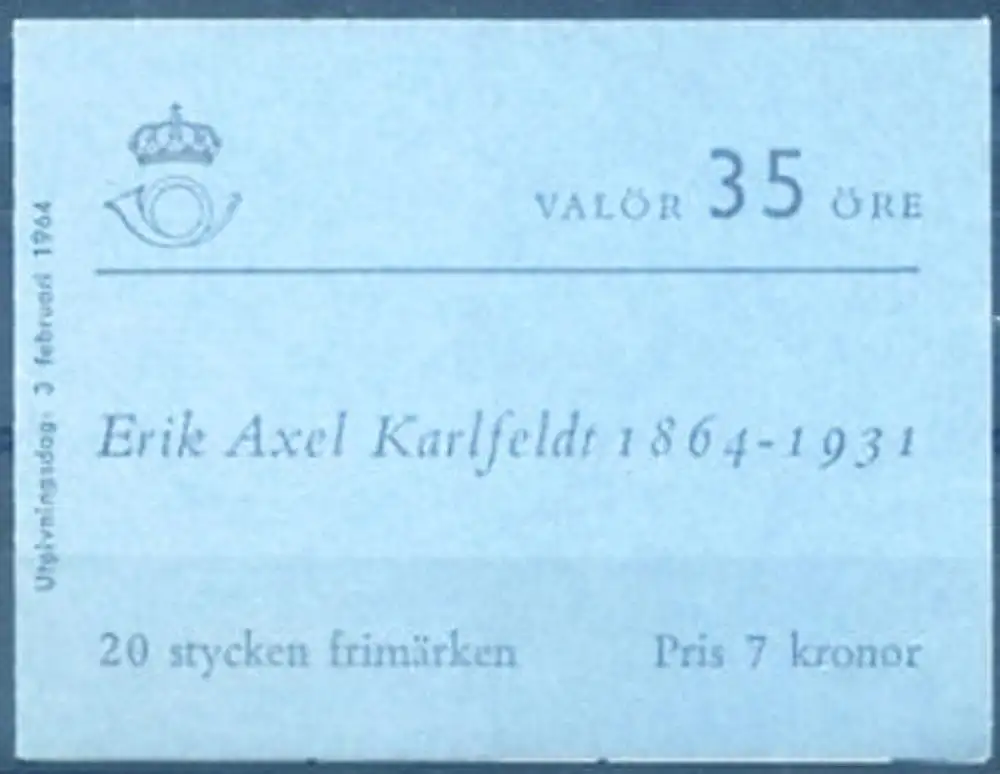 VALÖR 35 ÖRE
Erik Axel Karlfeldt 1864-1931
20 stycken frimärken Pris 7 kronor
Utgivningsdag: 3 februari 1964